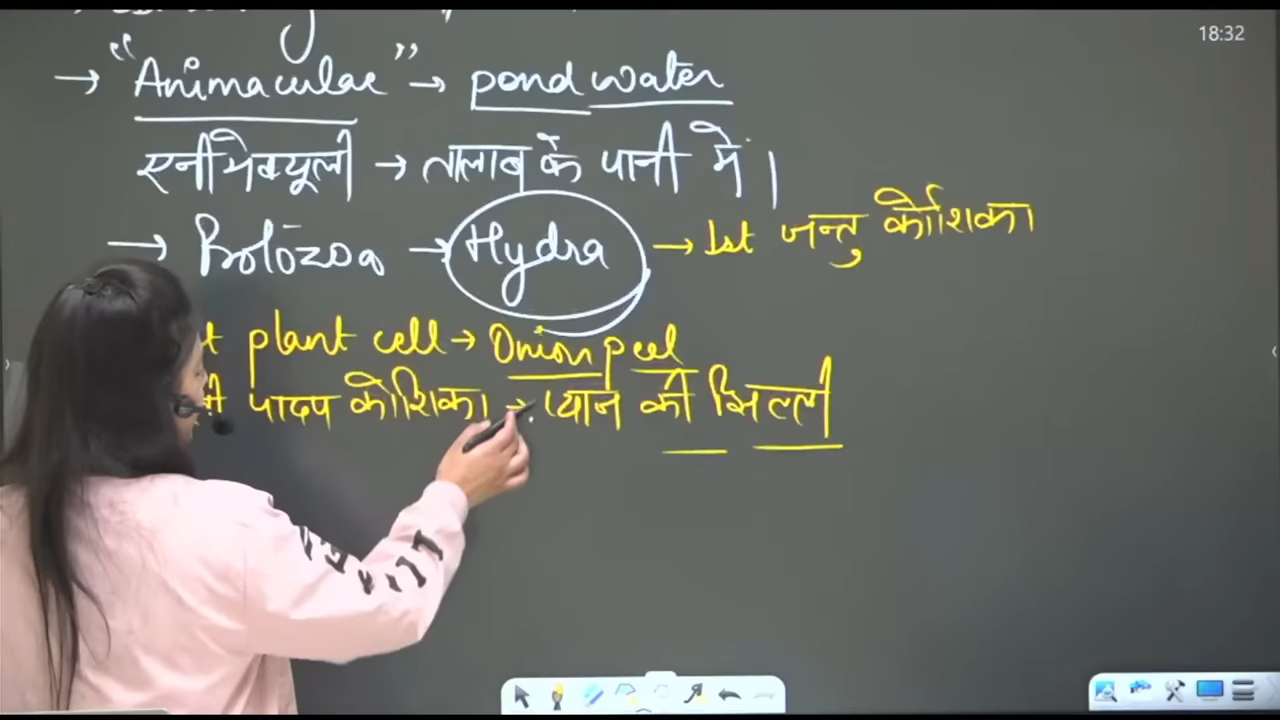 18:32
→ "Animaculae" → pond water
एनीमेक्यूली → तालाब के पानी में।
→ Protozoa → Hydra → 1st जन्तु कोशिका
plant cell → Onion peel
पादप कोशिका → प्याज की झिल्ली